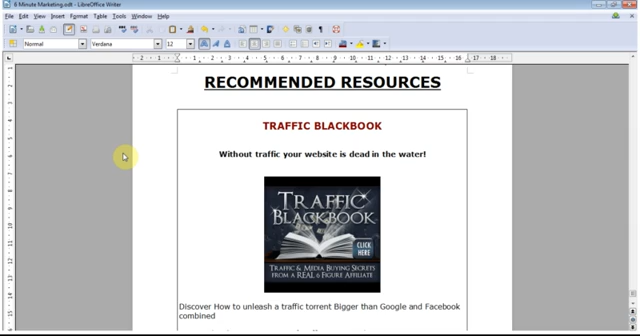 6 Minute Marketing.odt - LibreOffice Writer
File Edit View Insert Format Table Tools Window Help
Normal Verdana 12
RECOMMENDED RESOURCES
TRAFFIC BLACKBOOK
Without traffic your website is dead in the water!
TRAFFIC
BLACKBOOK
CLICK
HERE
TRAFFIC & MEDIA BUYING SECRETS
FROM A REAL 6 FIGURE AFFILIATE
Discover How to unleash a traffic torrent Bigger than Google and Facebook
combined